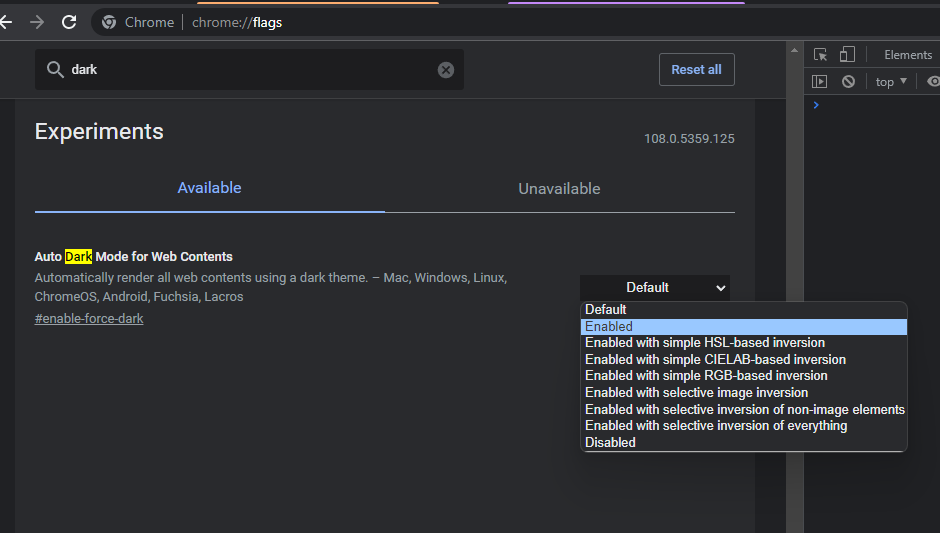 Chrome | chrome://flags
dark
Reset all
Elements
top
Experiments
108.0.5359.125
Available
Unavailable
Auto Dark Mode for Web Contents
Automatically render all web contents using a dark theme. – Mac, Windows, Linux,
ChromeOS, Android, Fuchsia, Lacros
#enable-force-dark
Default
Default
Enabled
Enabled with simple HSL-based inversion
Enabled with simple CIELAB-based inversion
Enabled with simple RGB-based inversion
Enabled with selective image inversion
Enabled with selective inversion of non-image elements
Enabled with selective inversion of everything
Disabled